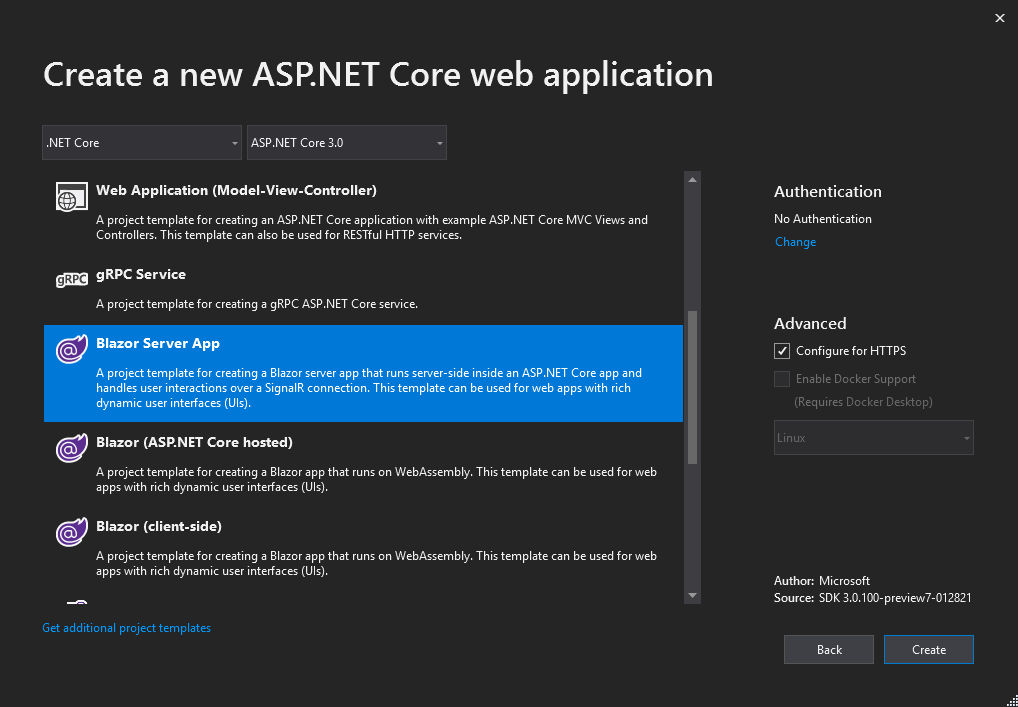 Create a new ASP.NET Core web application
.NET Core
ASP.NET Core 3.0
Web Application (Model-View-Controller)
A project template for creating an ASP.NET Core application with example ASP.NET Core MVC Views and
Controllers. This template can also be used for RESTful HTTP services.
gRPC
gRPC Service
A project template for creating a gRPC ASP.NET Core service.
@
Blazor Server App
A project template for creating a Blazor server app that runs server-side inside an ASP.NET Core app and
handles user interactions over a SignalR connection. This template can be used for web apps with rich
dynamic user interfaces (UIs).
@
Blazor (ASP.NET Core hosted)
A project template for creating a Blazor app that runs on WebAssembly. This template can be used for web
apps with rich dynamic user interfaces (UIs).
@
Blazor (client-side)
A project template for creating a Blazor app that runs on WebAssembly. This template can be used for web
apps with rich dynamic user interfaces (UIs).
Get additional project templates
Authentication
No Authentication
Change
Advanced
Configure for HTTPS
Enable Docker Support
(Requires Docker Desktop)
Linux
Author: Microsoft
Source: SDK 3.0.100-preview7-012821
Back
Create